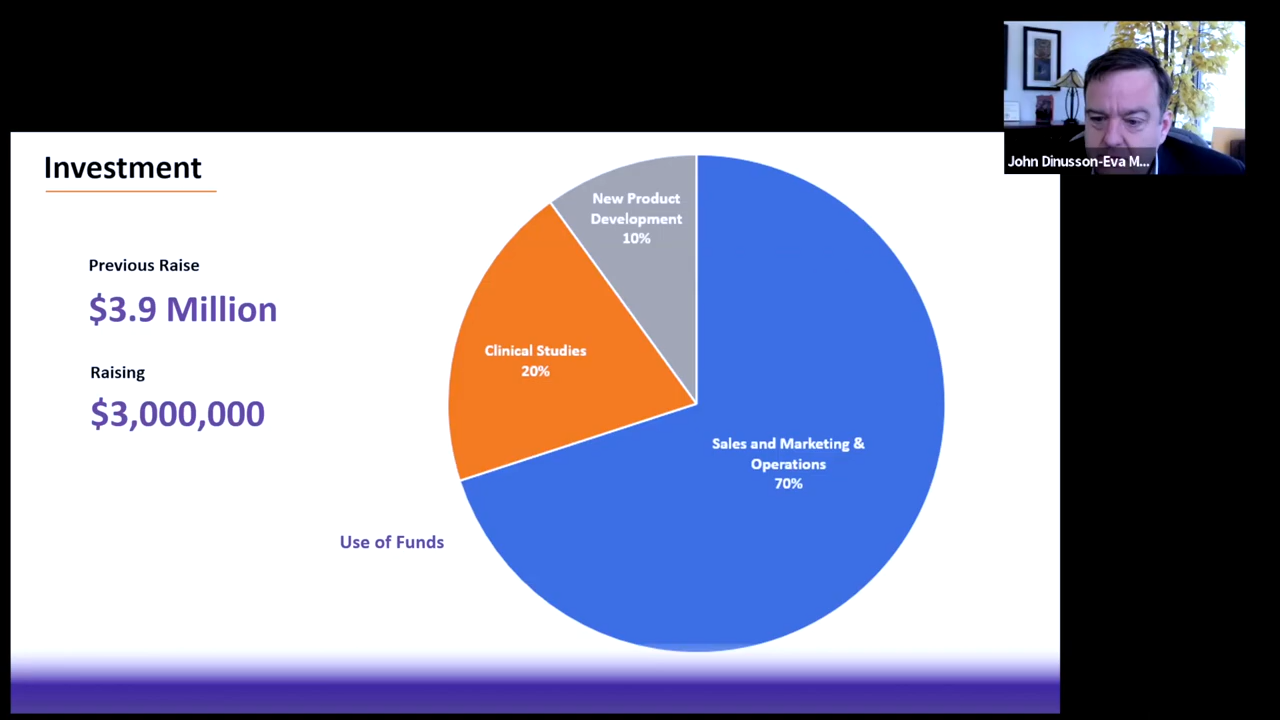 John Dinusson-Eva M...
Investment
Previous Raise
$3.9 Million
Raising
$3,000,000
New Product
Development
10%
Clinical Studies
20%
Sales and Marketing &
Operations
70%
Use of Funds